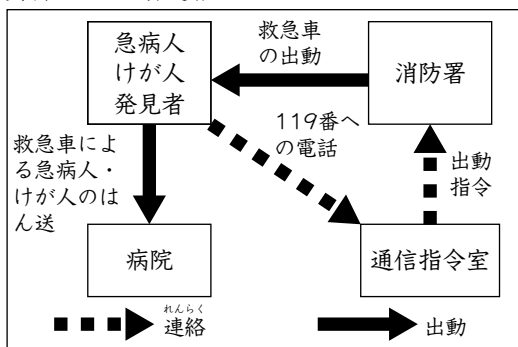 急病人
けが人
発見者
救急車
の出動
消防署
119番へ
の電話
救急車によ
る急病人・
けが人のはん送
出動
指令
病院
通信指令室
れんらく
連絡
出動